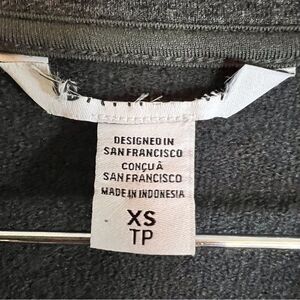 DESIGNED IN
SAN FRANCISCO
CONÇU À
SAN FRANCISCO
MADE IN INDONESIA
XS
TP